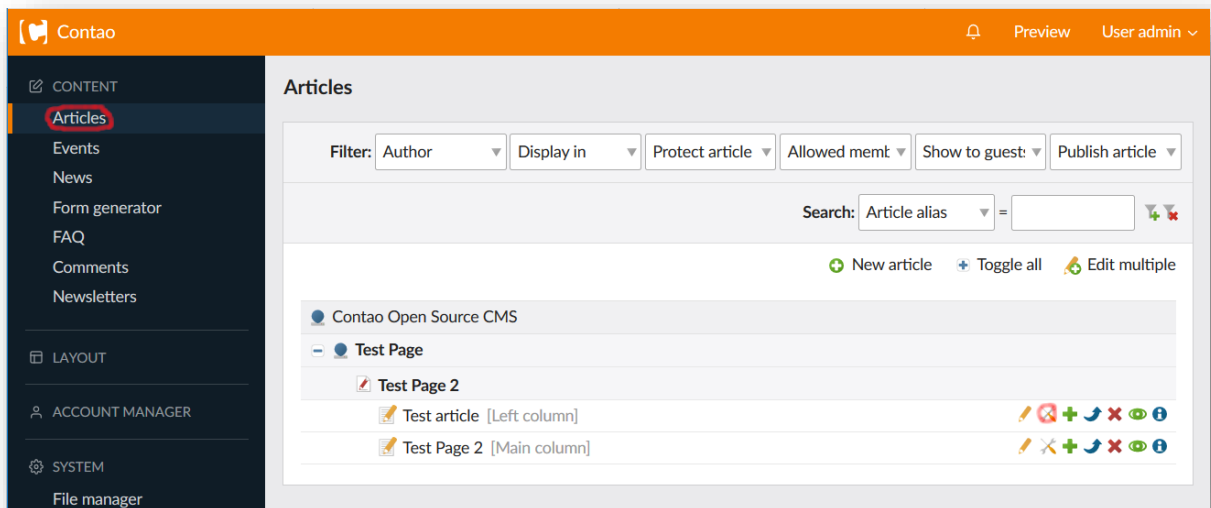 Contao
Preview
User admin
CONTENT
Articles
Events
News
Form generator
FAQ
Comments
Newsletters
LAYOUT
ACCOUNT MANAGER
SYSTEM
File manager
Articles
Filter: Author Display in Protect article Allowed memb Show to guests Publish article
Search: Article alias =
New article Toggle all Edit multiple
Contao Open Source CMS
Test Page
Test Page 2
Test article [Left column]
Test Page 2 [Main column]